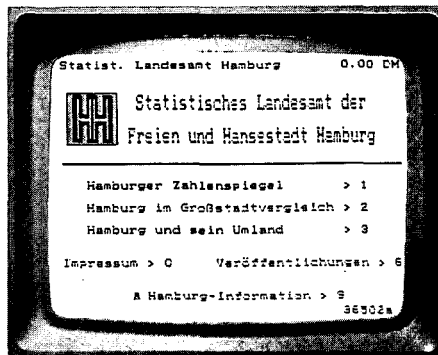 Statist. Landesamt Hamburg 0.00 DM
HH
Statistisches Landesamt der
Freien und Hansestadt Hamburg
Hamburger Zahlenspiegel > 1
Hamburg im Großstadtvergleich > 2
Hamburg und sein Umland > 3
Impressum > 0 Veröffentlichungen > 6
A Hamburg-Information > 9
36502a